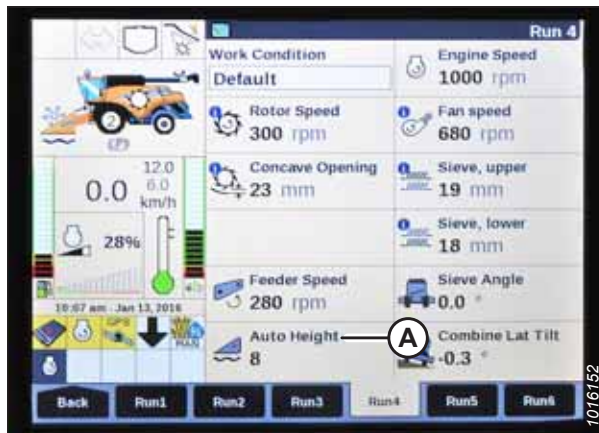 Run 4
Work Condition
Default
Engine Speed
1000 rpm
Rotor Speed
300 rpm
Fan speed
680 rpm
Concave Opening
23 mm
Sieve, upper
19 mm
Sieve, lower
18 mm
Feeder Speed
280 rpm
Sieve Angle
0.0 °
Auto Height
8
A
Combine Lat Tilt
-0.3 °
2
(P)
0.0
12.0
6.0
km/h
28%
10:07 am Jan 13, 2016
GPS
MAX
Back
Run1
Run2
Run3
Run4
Run5
Run6
1016152